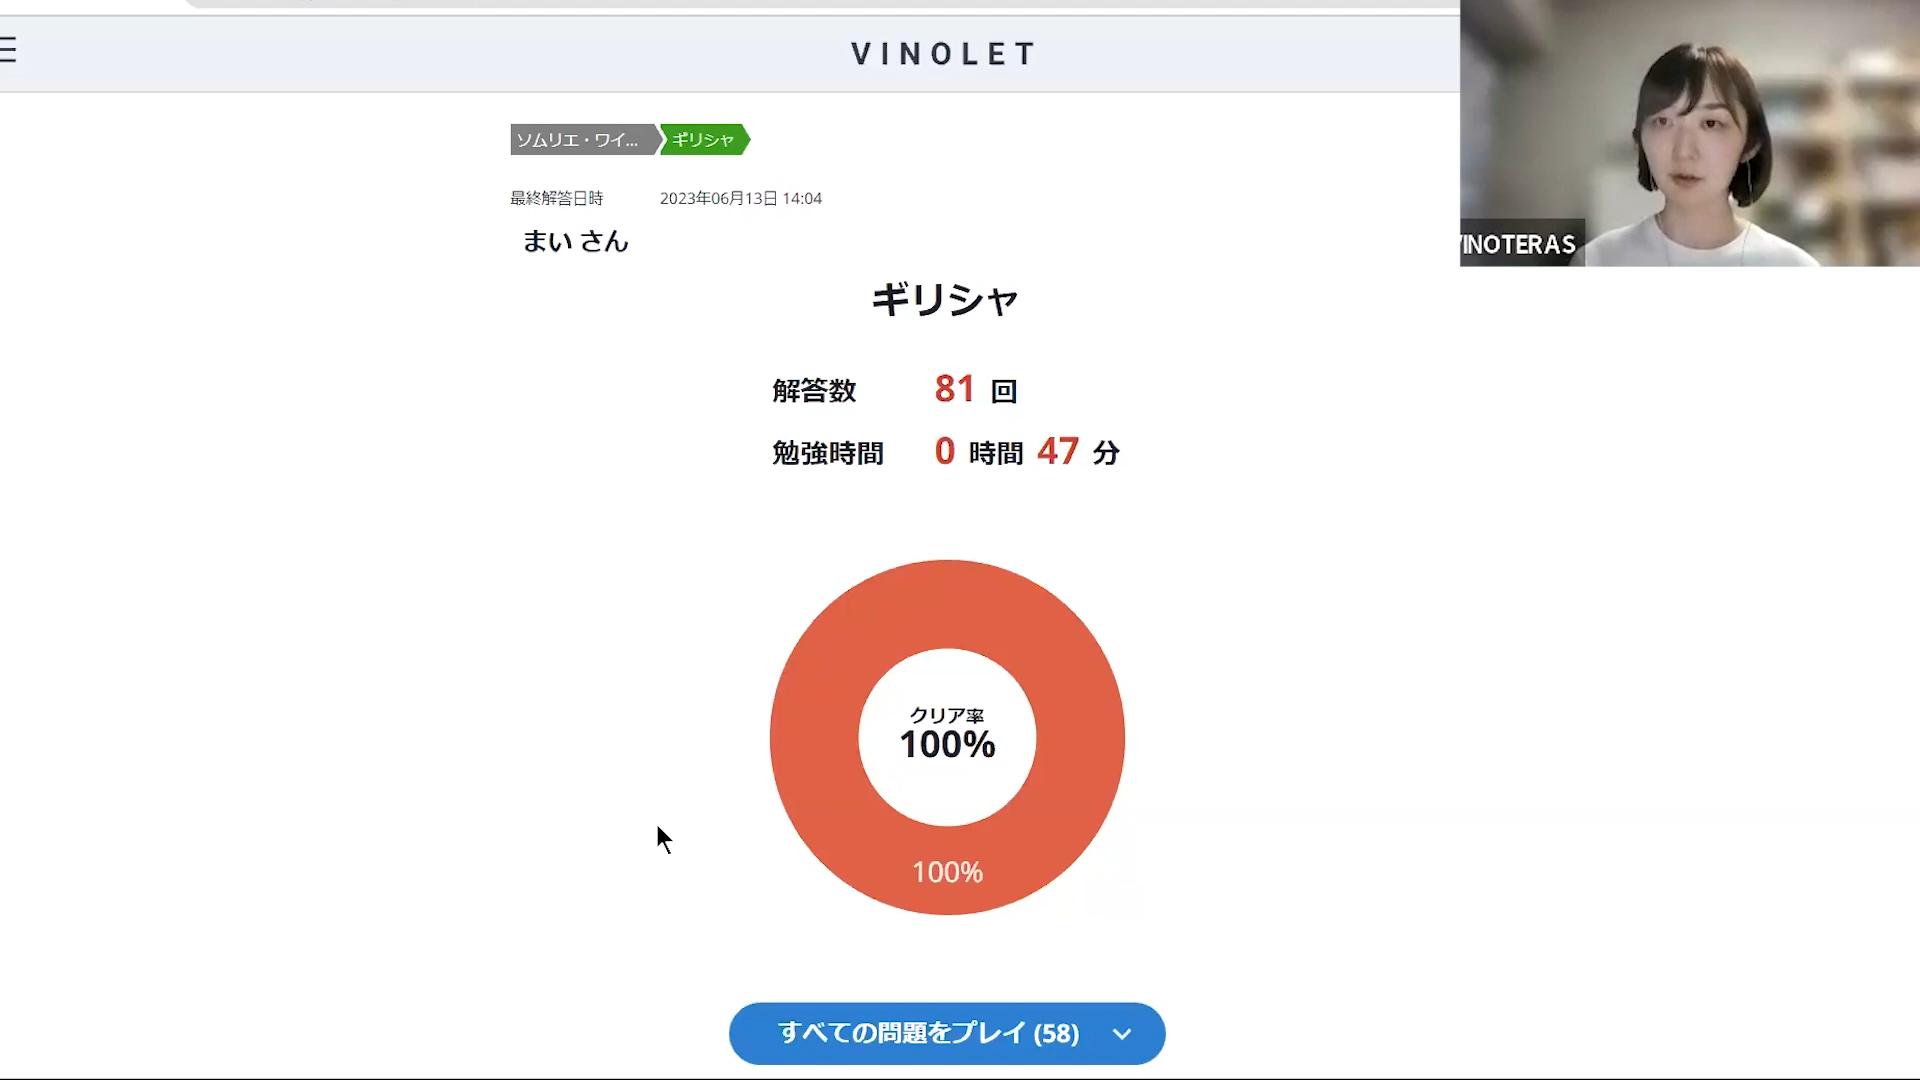 VINOLET
ソムリエ・ワイ...
ギリシャ
最終解答日時 2023年06月13日 14:04
まい さん
ギリシャ
解答数 81 回
勉強時間 0 時間 47 分
クリア率
100%
100%
すべての問題をプレイ (58)
VINOTERAS